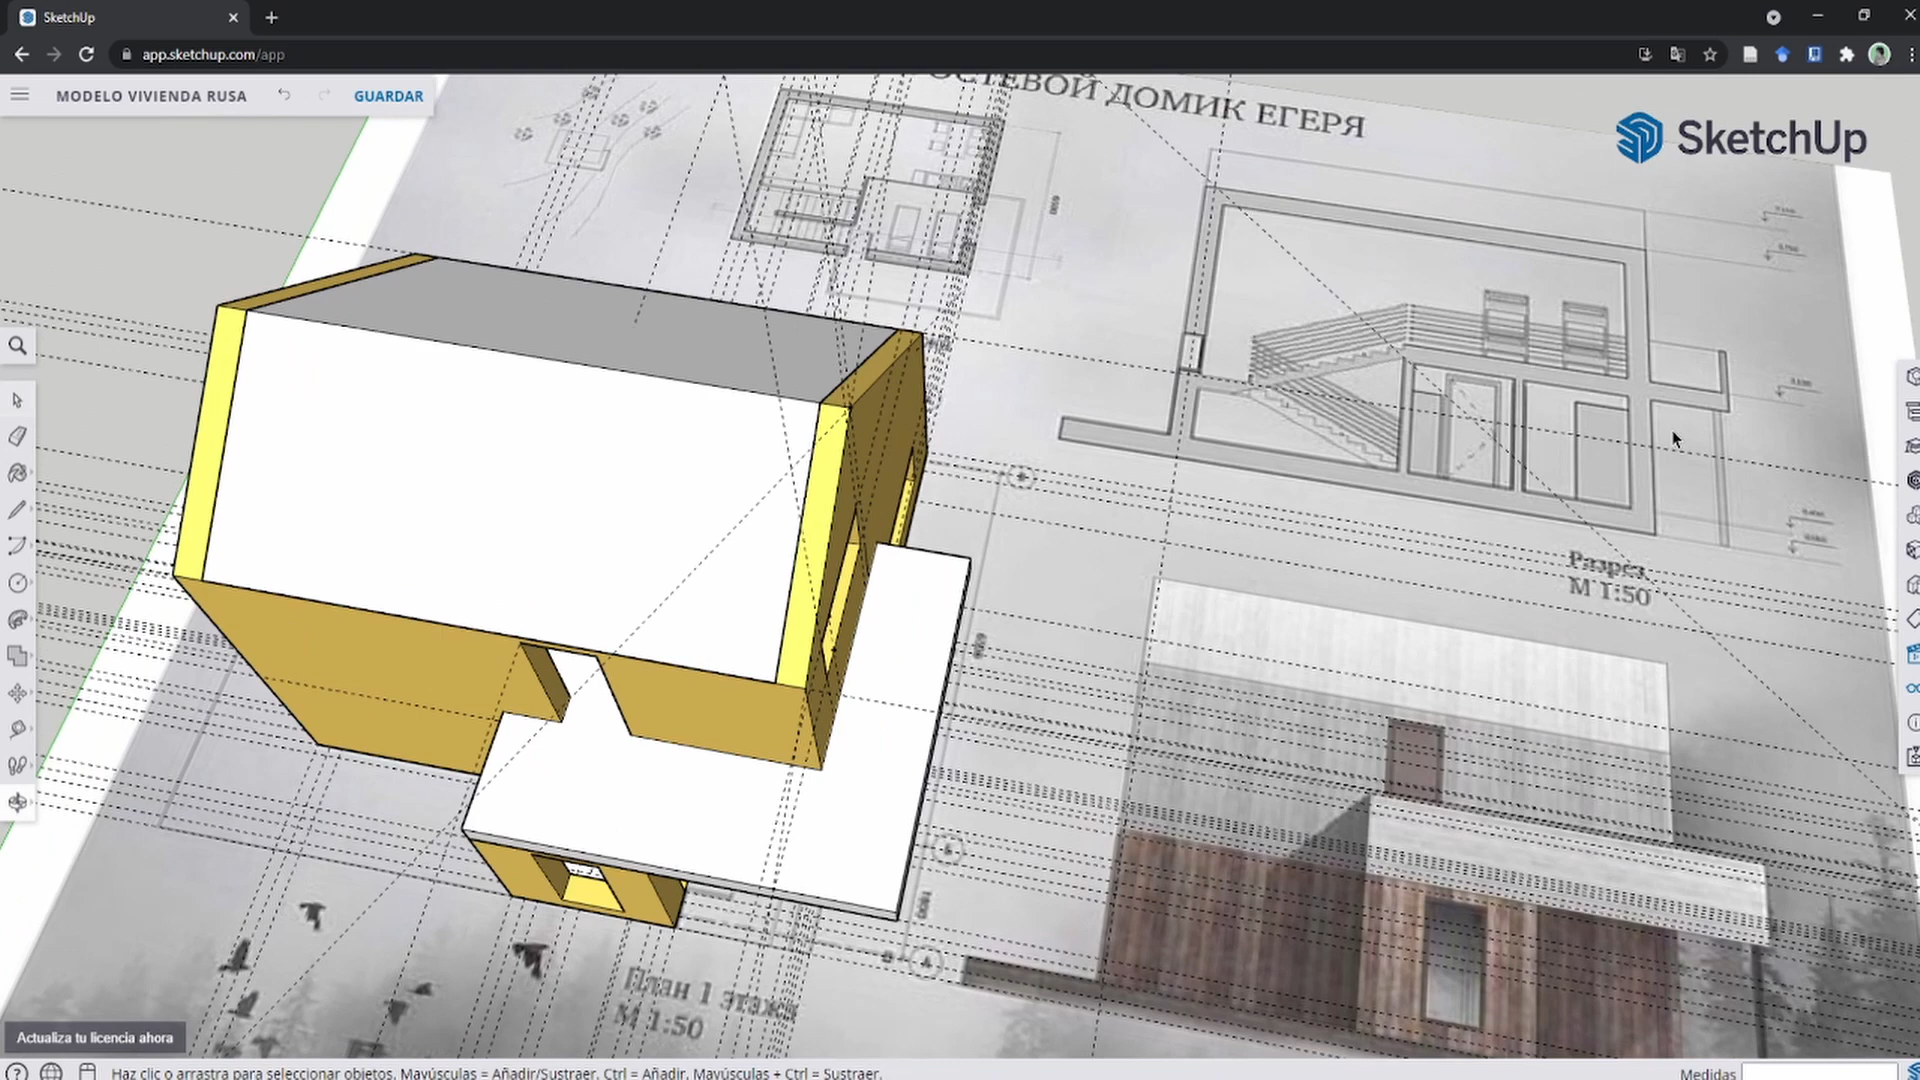 SketchUp
app.sketchup.com/app
MODELO VIVIENDA RUSA
GUARDAR
ОСТЕВОЙ ДОМИК ЕГЕРЯ
SketchUp
Разрез
М 1:50
План 1 этажа
М 1:50
Actualiza tu licencia ahora
Haz clic o arrastra para seleccionar objetos. Mayúsculas = Añadir/Sustraer. Ctrl = Añadir. Mayúsculas + Ctrl = Sustraer.
Medidas